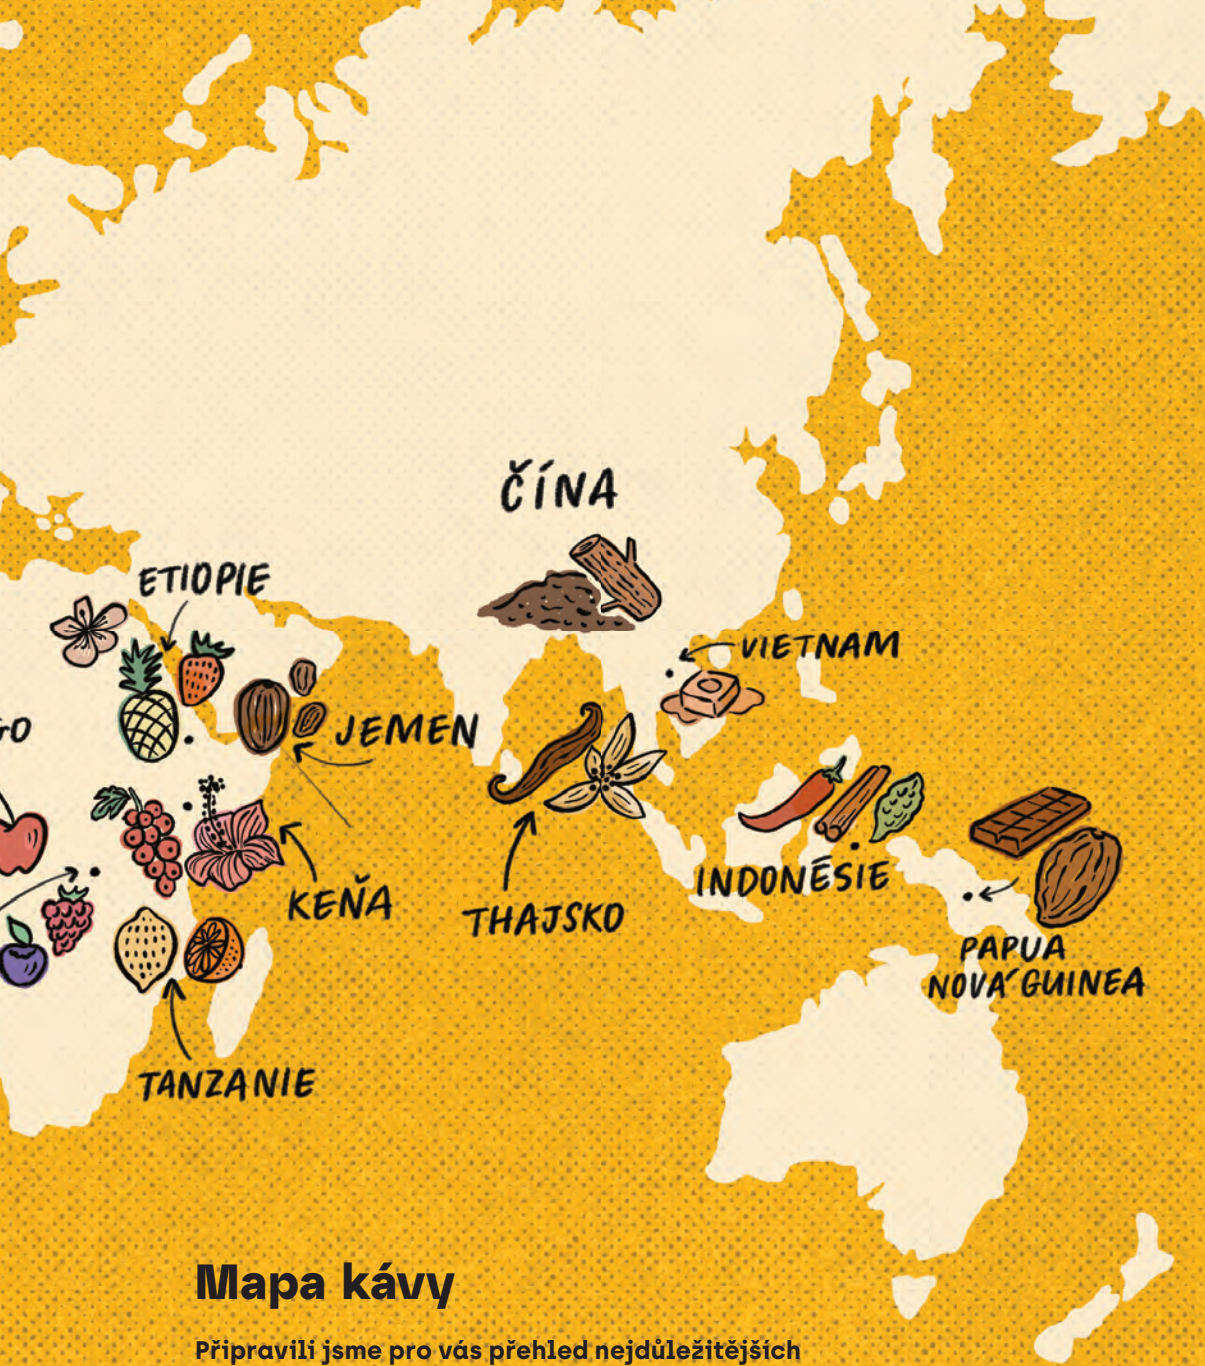 ČÍNA
ETIOPIE
VIETNAM
GO
JEMEN
INDONÉSIE
KEŇA
THAJSKO
PAPUA
NOVÁ GUINEA
TANZANIE
Mapa kávy
Připravili jsme pro vás přehled nejdůležitějších